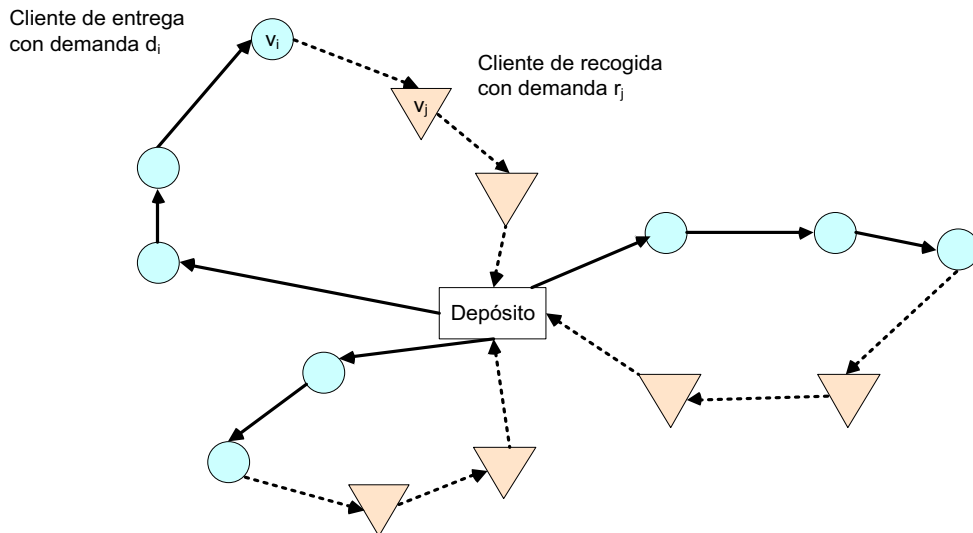 Cliente de entrega
con demanda dᵢ
vᵢ
Cliente de recogida
con demanda rⱼ
vⱼ
Depósito